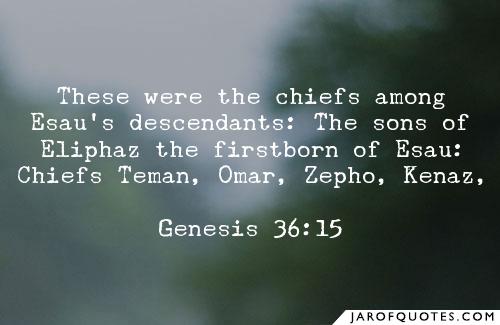 These were the chiefs among
Esau's descendants: The sons of
Eliphaz the firstborn of Esau:
Chiefs Teman, Omar, Zepho, Kenaz,
Genesis 36:15
JAROFQUOTES.COM